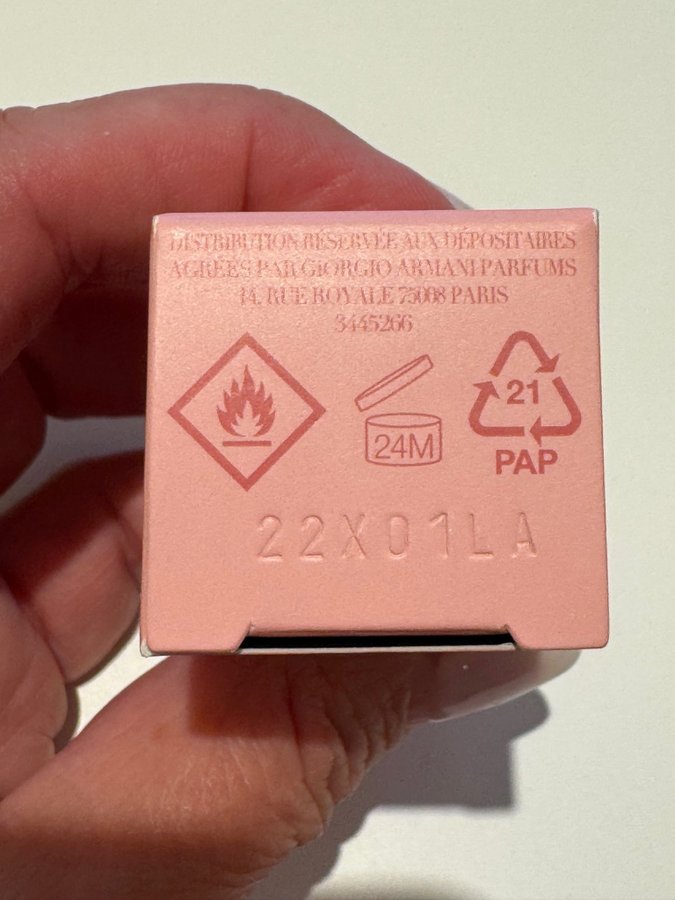 DISTRIBUTION RÉSERVÉE AUX DÉPOSITAIRES
AGRÉÉS PAR GIORGIO ARMANI PARFUMS
14, RUE ROYALE 75008 PARIS
3445266
24M
21
PAP
22X01LA